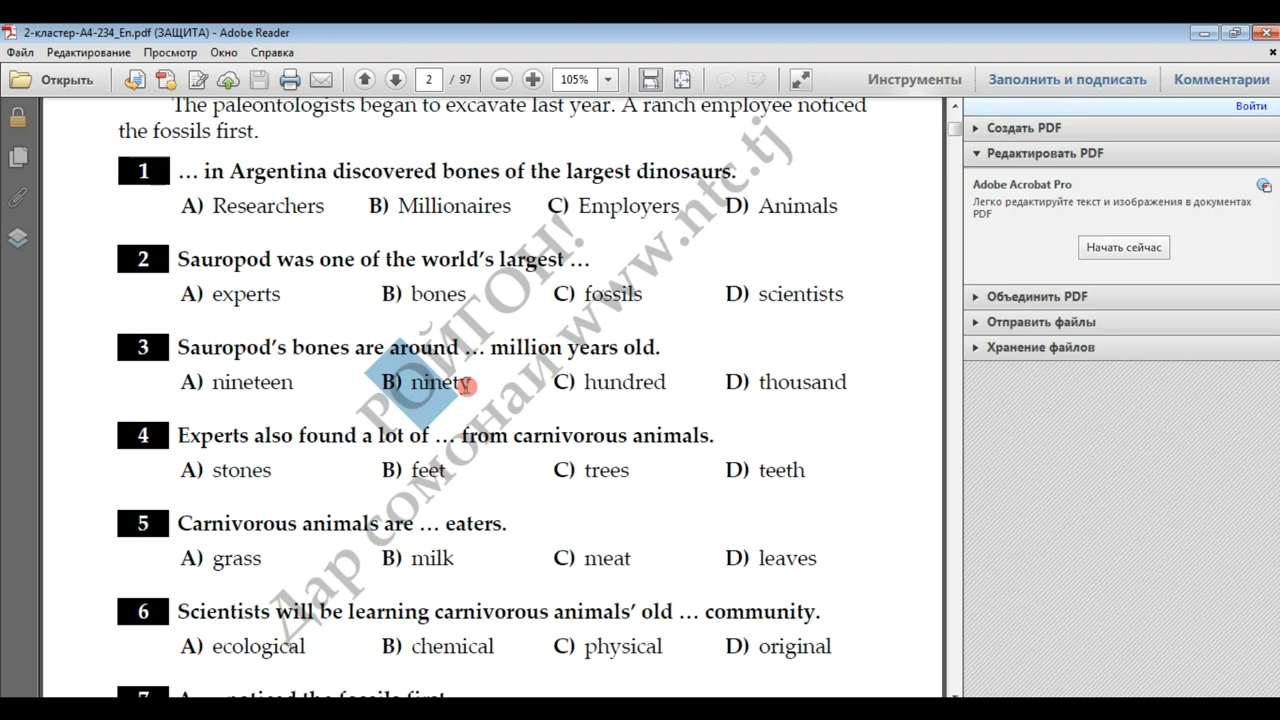 2-кластер-A4-234_En.pdf (ЗАЩИТА) - Adobe Reader
Файл Редактирование Просмотр Окно Справка
Открыть 2 / 97 105% Инструменты Заполнить и подписать Комментарии
Войти
Создать PDF
Редактировать PDF
Adobe Acrobat Pro
Легко редактируйте текст и изображения в документах
PDF
Начать сейчас
Объединить PDF
Отправить файлы
Хранение файлов
The paleontologists began to excavate last year. A ranch employee noticed
the fossils first.
1 … in Argentina discovered bones of the largest dinosaurs.
A) Researchers B) Millionaires C) Employers D) Animals
2 Sauropod was one of the world’s largest …
A) experts B) bones C) fossils D) scientists
3 Sauropod’s bones are around … million years old.
A) nineteen B) ninety C) hundred D) thousand
4 Experts also found a lot of … from carnivorous animals.
A) stones B) feet C) trees D) teeth
5 Carnivorous animals are … eaters.
A) grass B) milk C) meat D) leaves
6 Scientists will be learning carnivorous animals’ old … community.
A) ecological B) chemical C) physical D) original
7 A … noticed the fossils first.
РОЙГОН!
Дар сомонаи www.ntc.tj